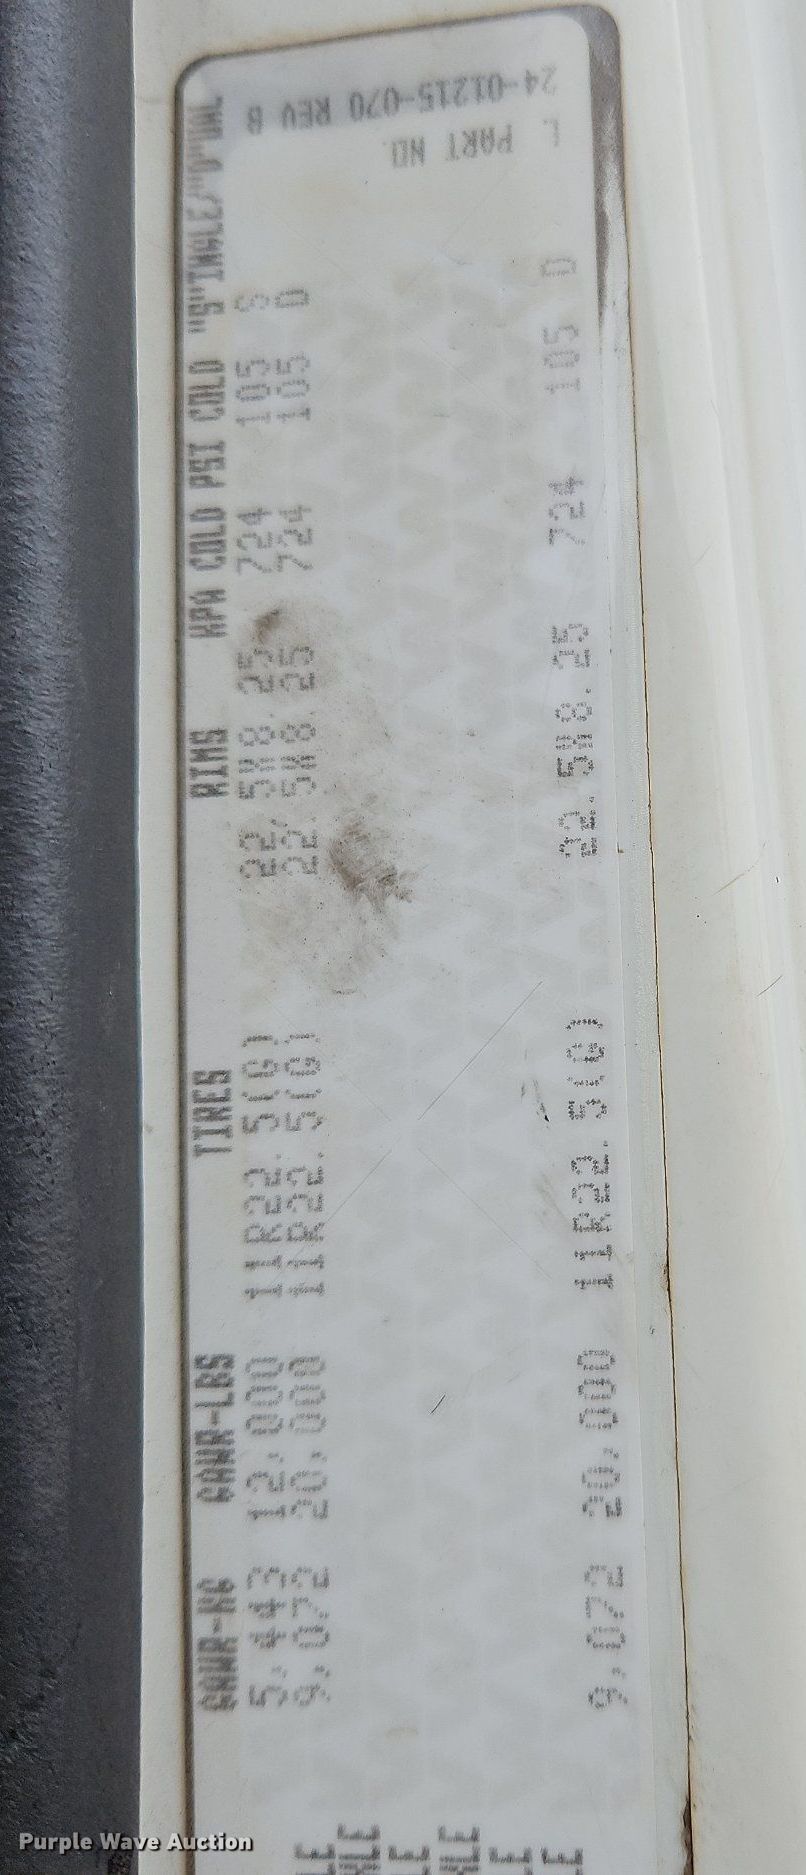 GAWR-KG GAWR-LBS TIRES RIMS KPA COLD PSI COLD "S"INGLE/"D"UAL
5,443 12,000 11R22.5(G) 22.5X8.25 724 105 S
9,072 20,000 11R22.5(G) 22.5X8.25 724 105 D
9,072 20,000 11R22.5(G) 22.5X8.25 724 105 D
PART NO.
24-01215-070 REV B
Purple Wave Auction